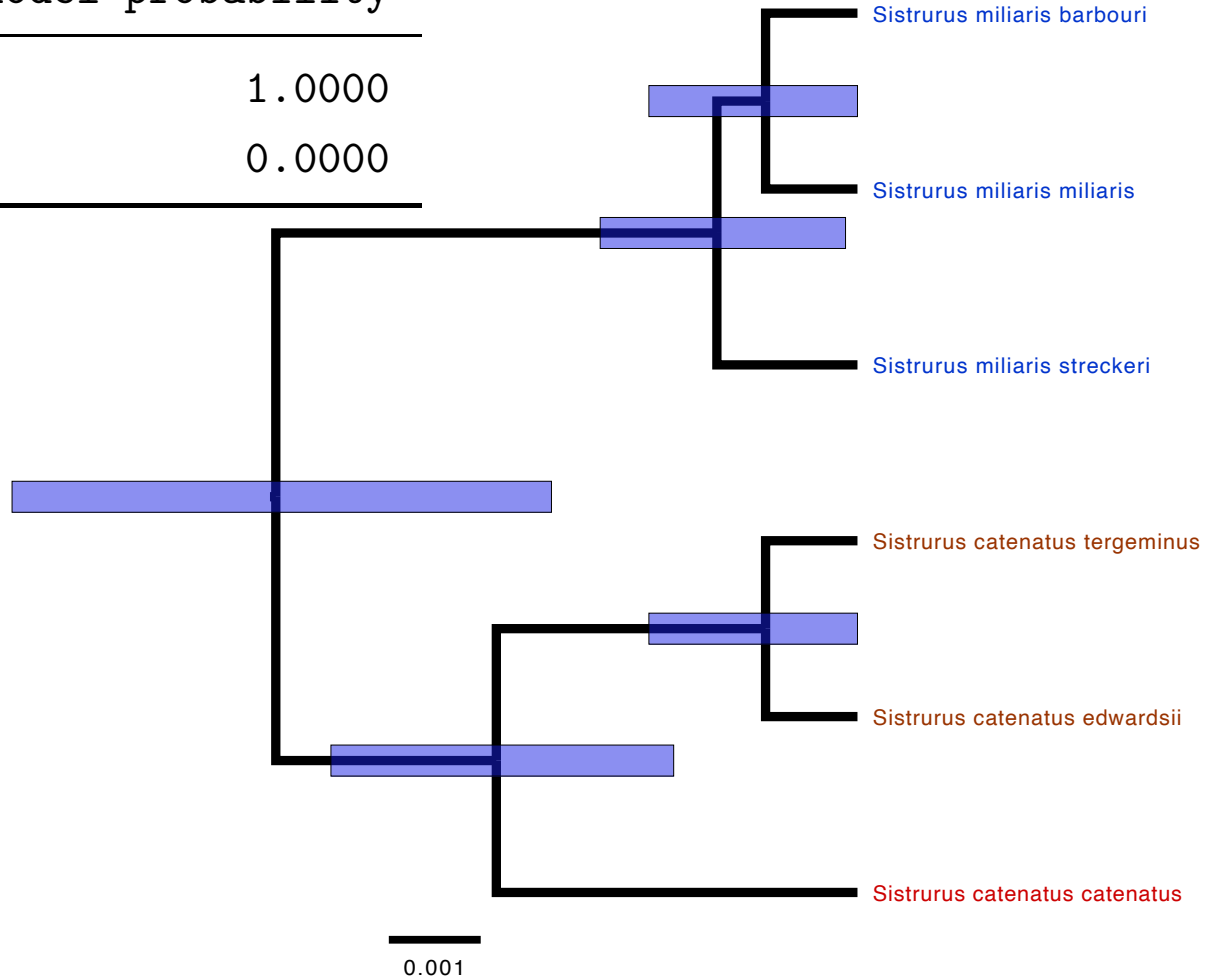 probability
Sistrurus miliaris barbouri
1.0000
0.0000
Sistrurus miliaris miliaris
Sistrurus miliaris streckeri
Sistrurus catenatus tergeminus
Sistrurus catenatus edwardsii
Sistrurus catenatus catenatus
0.001